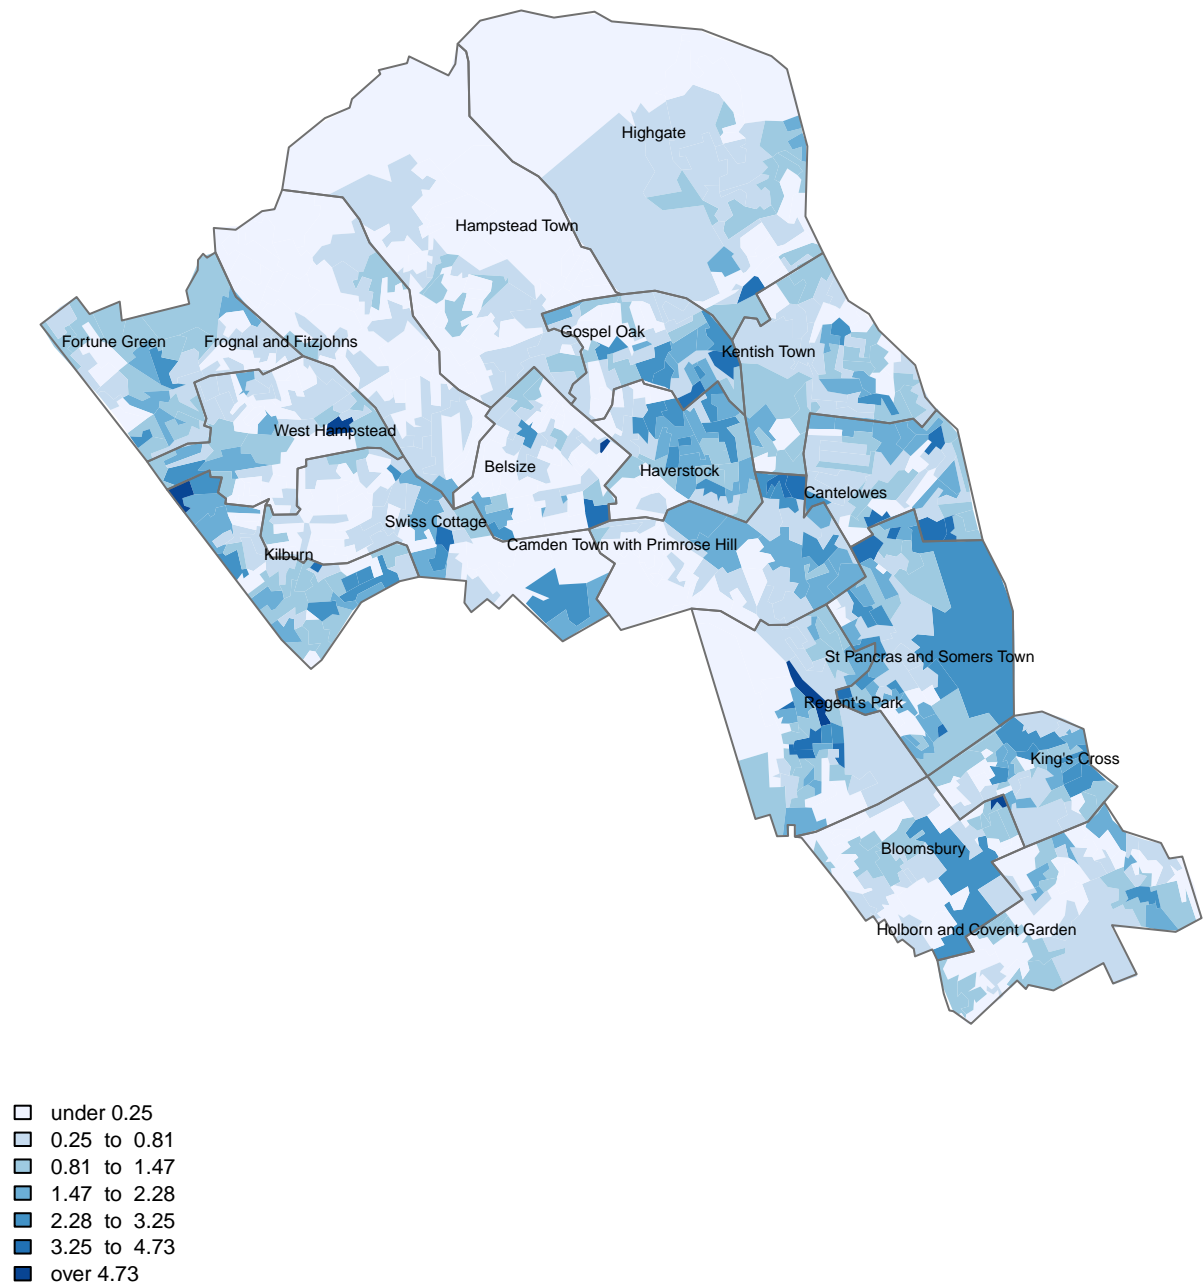 Highgate
Hampstead Town
Gospel Oak
Fortune Green
Frognal and Fitzjohns
Kentish Town
West Hampstead
Belsize
Haverstock
Cantelowes
Swiss Cottage
Camden Town with Primrose Hill
Kilburn
St Pancras and Somers Town
Regent's Park
King's Cross
Bloomsbury
Holborn and Covent Garden
under 0.25
0.25 to 0.81
0.81 to 1.47
1.47 to 2.28
2.28 to 3.25
3.25 to 4.73
over 4.73